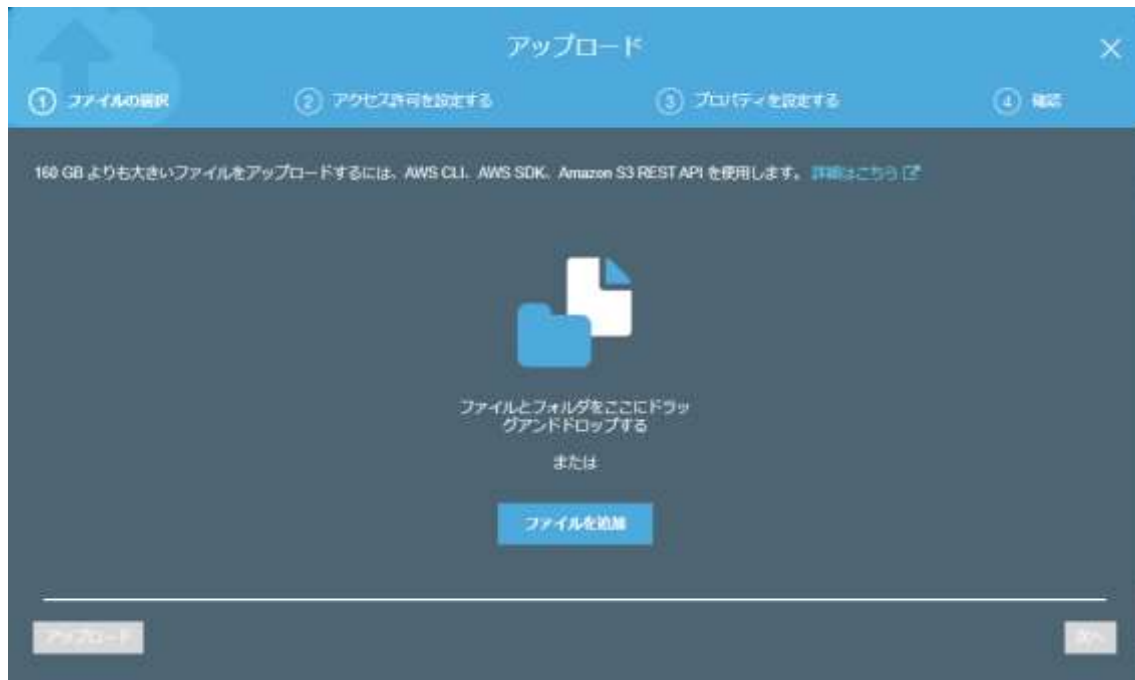 アップロード
1 ファイルの選択
2 アクセス許可を設定する
3 プロパティを設定する
4 確認
160 GB よりも大きいファイルをアップロードするには、AWS CLI、AWS SDK、Amazon S3 REST API を使用します。 詳細はこちら
ファイルとフォルダをここにドラッ
グアンドドロップする
または
ファイルを追加
アップロード
次へ